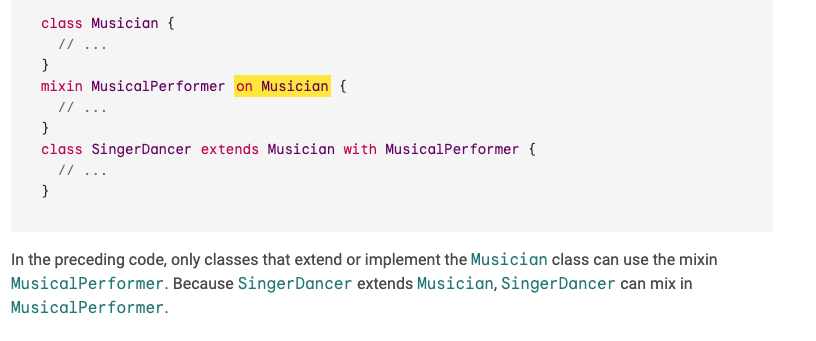 class Musician {
  // ...
}
mixin MusicalPerformer on Musician {
  // ...
}
class SingerDancer extends Musician with MusicalPerformer {
  // ...
}
In the preceding code, only classes that extend or implement the Musician class can use the mixin
MusicalPerformer. Because SingerDancer extends Musician, SingerDancer can mix in
MusicalPerformer.